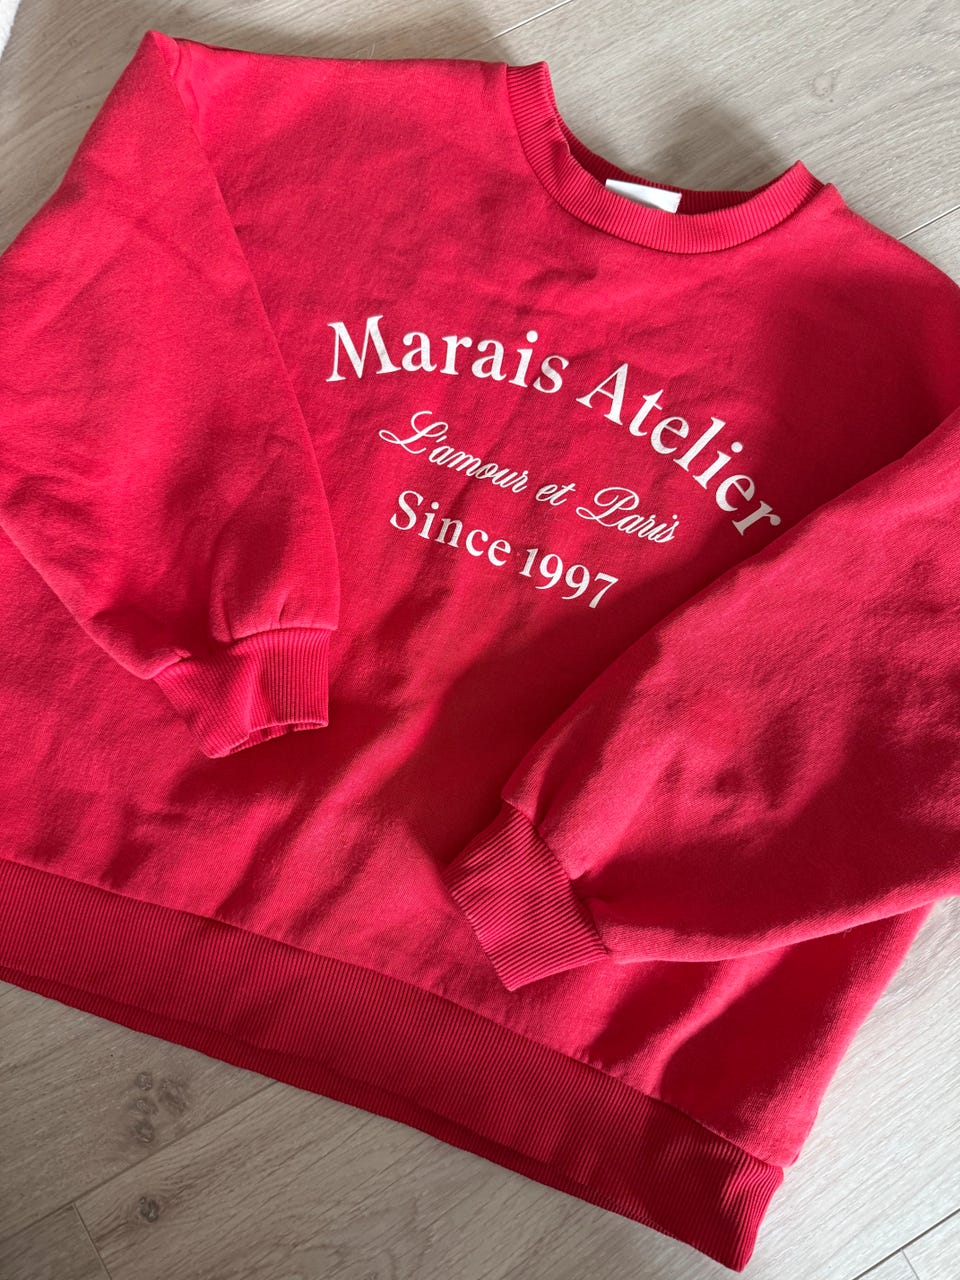 Marais Atelier
L'amour et Paris
Since 1997